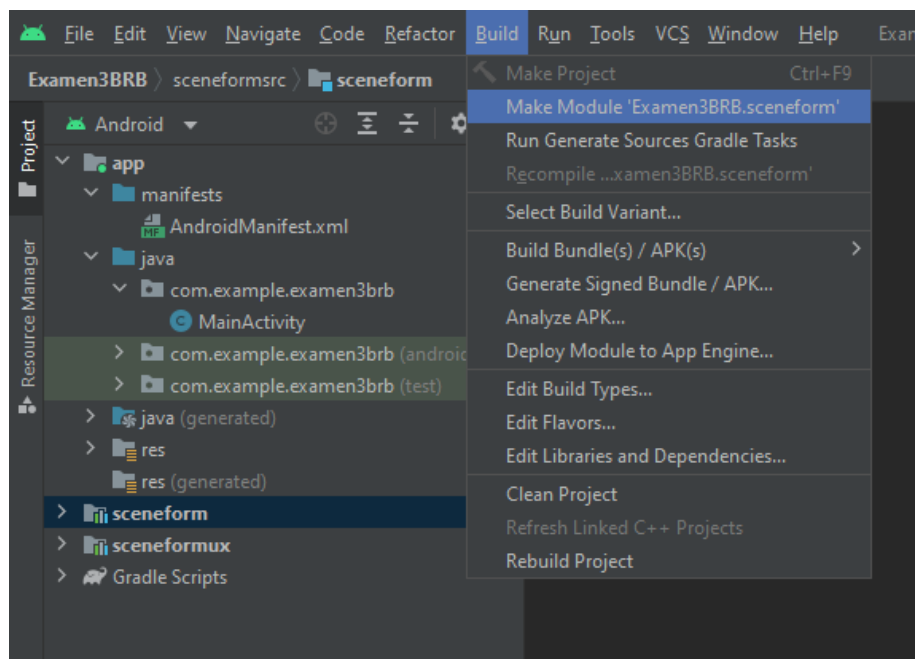 File Edit View Navigate Code Refactor Build Run Tools VCS Window Help Exam
Examen3BRB sceneformsrc sceneform
Project
Resource Manager
Android
app
manifests
MF AndroidManifest.xml
java
com.example.examen3brb
C MainActivity
com.example.examen3brb (android
com.example.examen3brb (test)
java (generated)
res
res (generated)
sceneform
sceneformux
Gradle Scripts
Make Project Ctrl+F9
Make Module 'Examen3BRB.sceneform'
Run Generate Sources Gradle Tasks
Recompile ...xamen3BRB.sceneform'
Select Build Variant...
Build Bundle(s) / APK(s)
Generate Signed Bundle / APK...
Analyze APK...
Deploy Module to App Engine...
Edit Build Types...
Edit Flavors...
Edit Libraries and Dependencies...
Clean Project
Refresh Linked C++ Projects
Rebuild Project